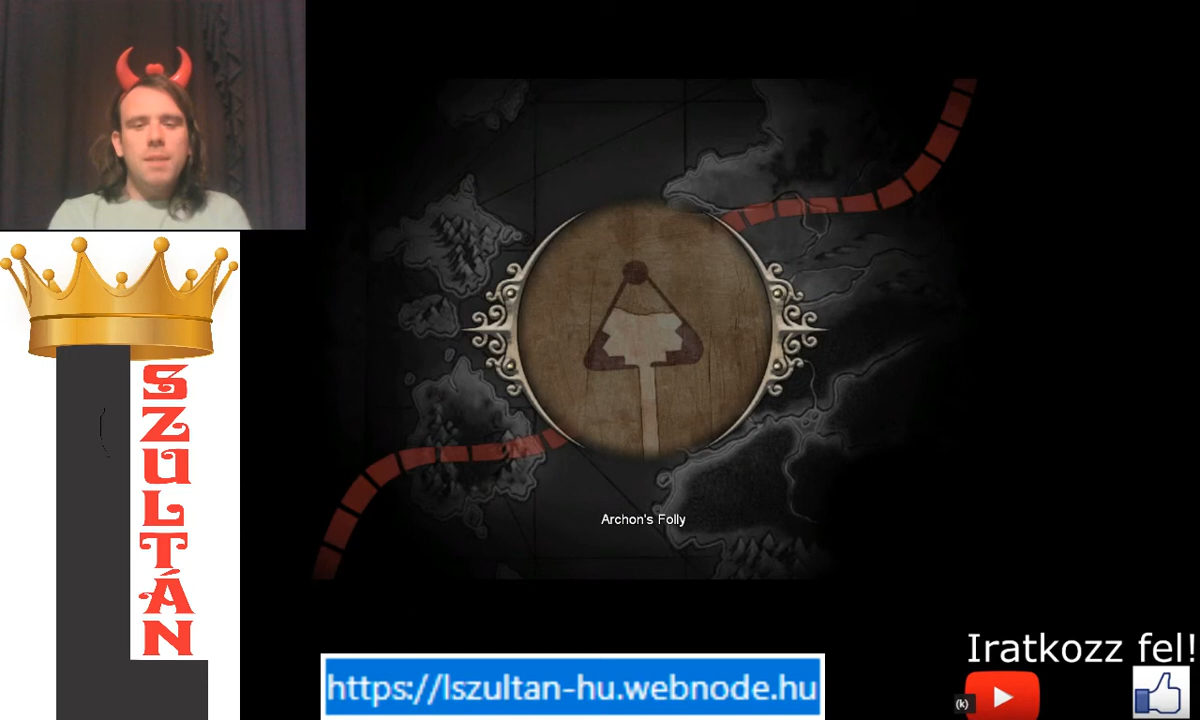 L
SZULTÁN
Archon's Folly
Iratkozz fel!
https://lszultan-hu.webnode.hu
(k)